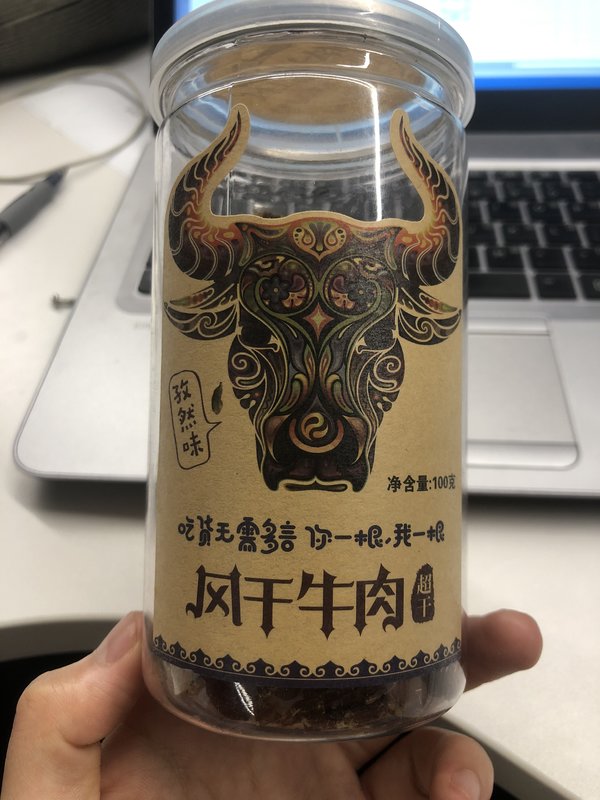 孜然味
净含量:100克
吃货无需多言 你一根,我一根
风干牛肉
超干